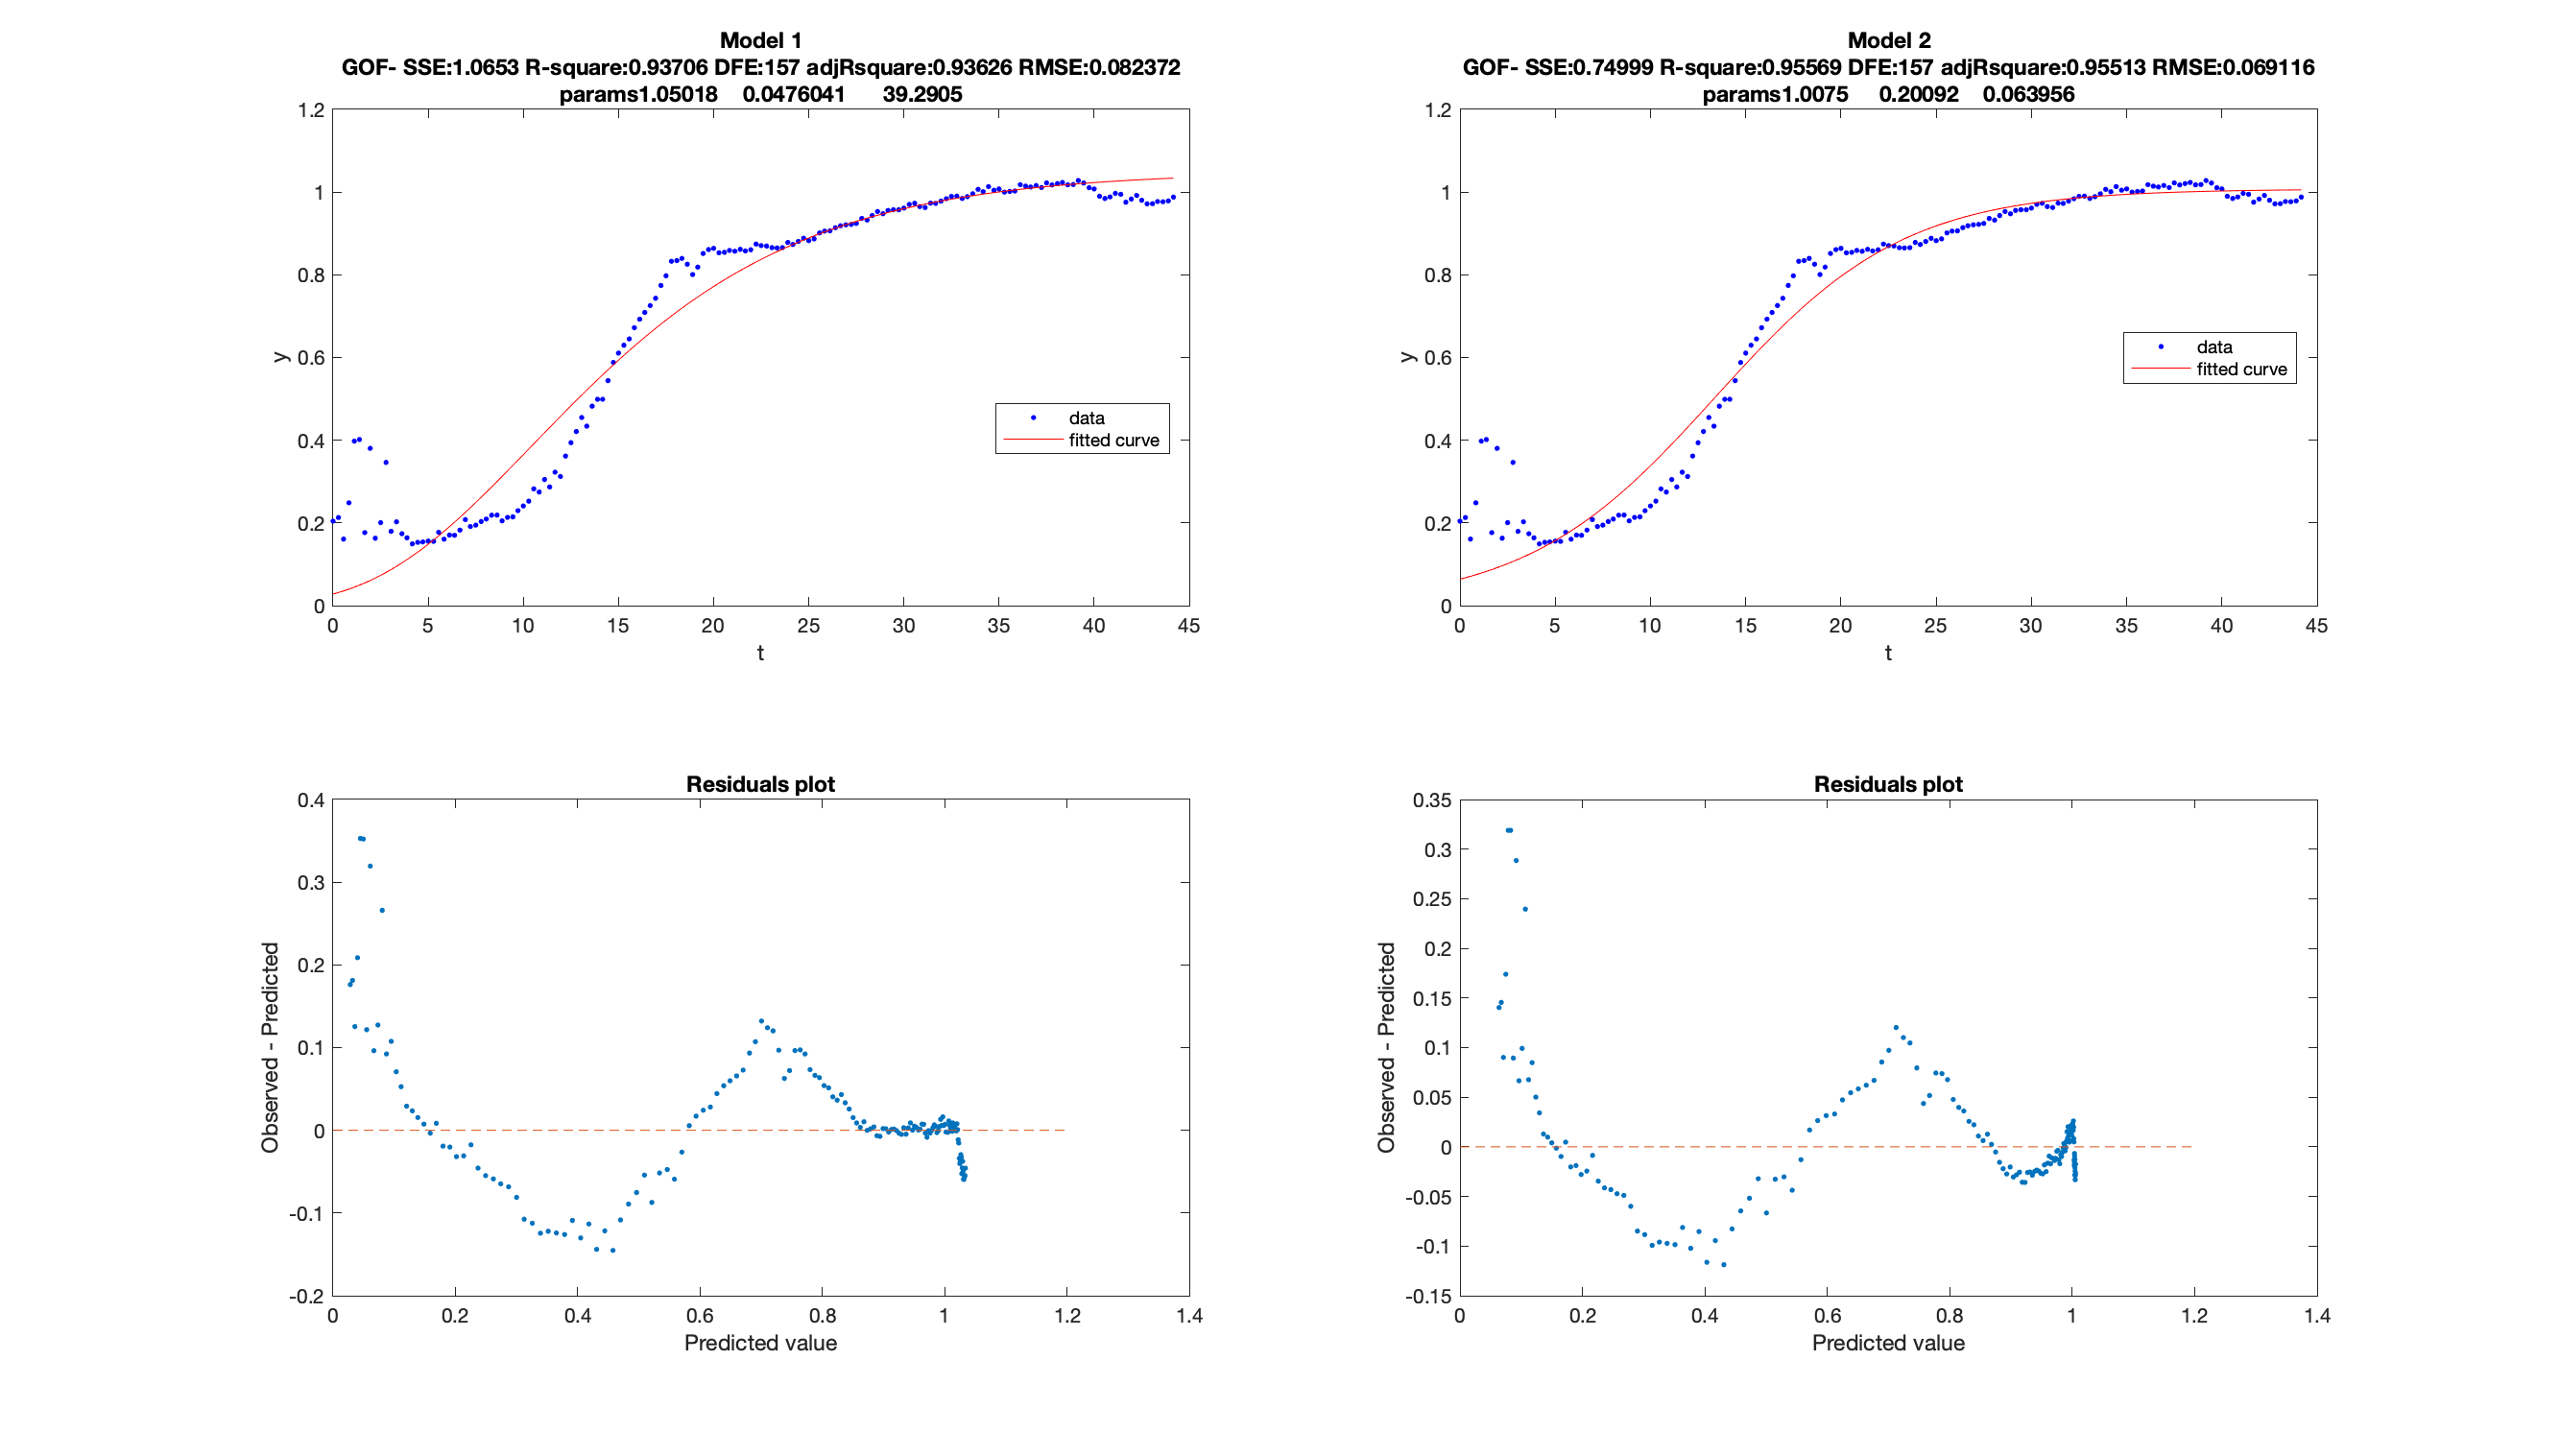 Model 1
GOF- SSE:1.0653 R-square:0.93706 DFE:157 adjRsquare:0.93626 RMSE:0.082372
params1.05018 0.0476041 39.2905
1.2
1
0.8
0.6
0.4
0.2
0
y
0 5 10 15 20 25 30 35 40 45
t
data
fitted curve
Model 2
GOF- SSE:0.74999 R-square:0.95569 DFE:157 adjRsquare:0.95513 RMSE:0.069116
params1.0075 0.20092 0.063956
1.2
1
0.8
0.6
0.4
0.2
0
y
0 5 10 15 20 25 30 35 40 45
t
data
fitted curve
Residuals plot
0.4
0.3
0.2
0.1
0
-0.1
-0.2
Observed - Predicted
0 0.2 0.4 0.6 0.8 1 1.2 1.4
Predicted value
Residuals plot
0.35
0.3
0.25
0.2
0.15
0.1
0.05
0
-0.05
-0.1
-0.15
Observed - Predicted
0 0.2 0.4 0.6 0.8 1 1.2 1.4
Predicted value